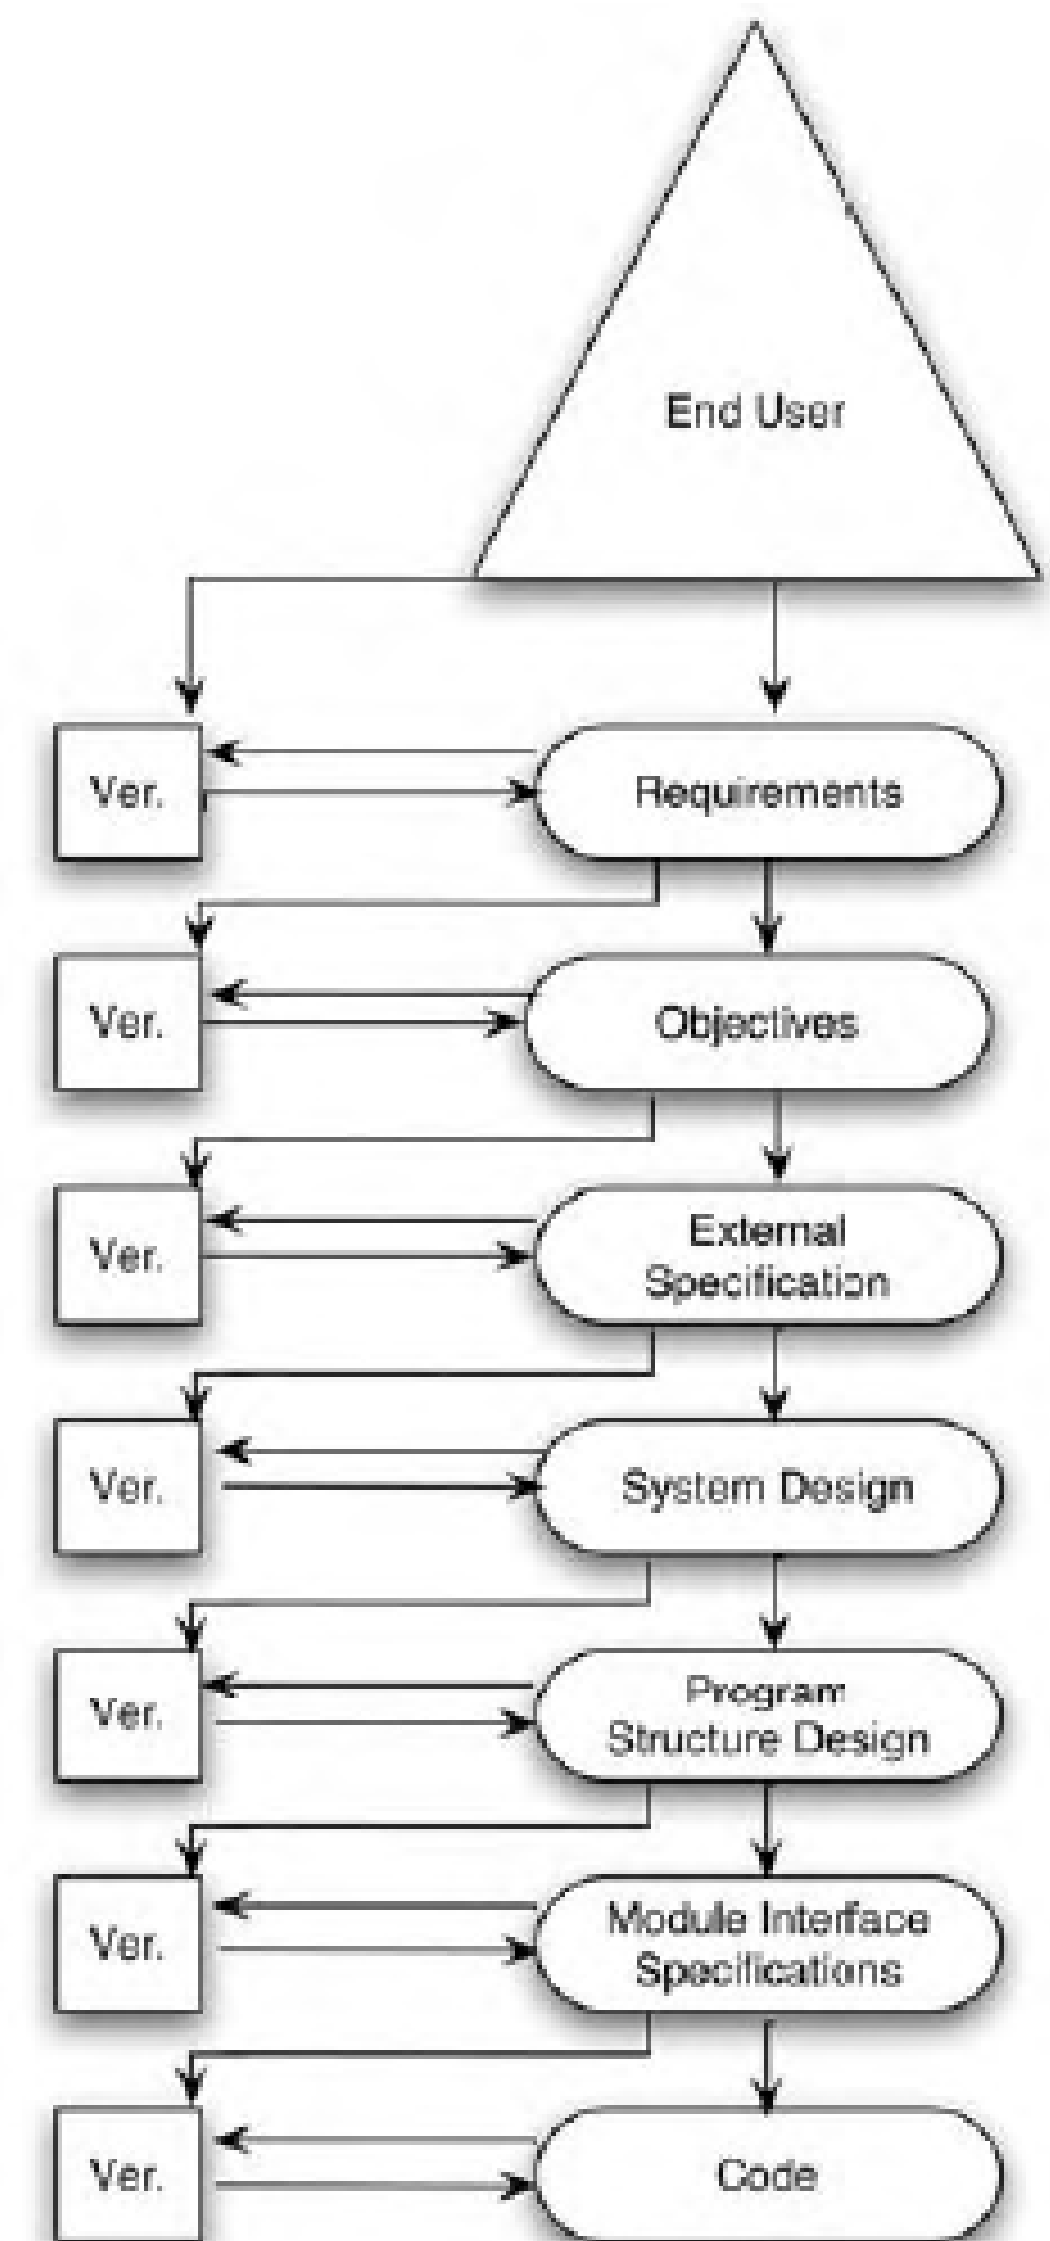 End User
Ver.
Requirements
Ver.
Objectives
Ver.
External
Specification
Ver.
System Design
Ver.
Program
Structure Design
Ver.
Module Interface
Specifications
Ver.
Code